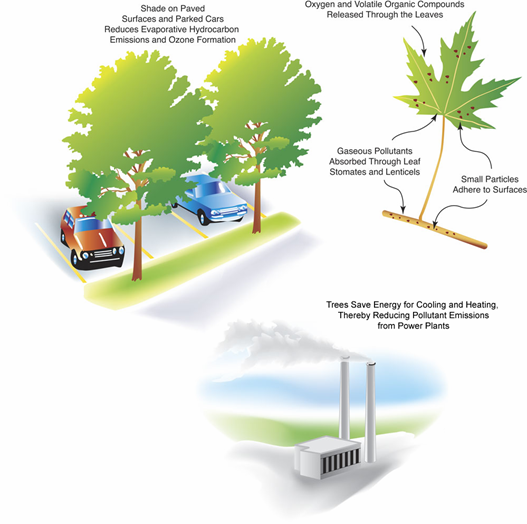 Shade on Paved
Surfaces and Parked Cars
Reduces Evaporative Hydrocarbon
Emissions and Ozone Formation
Oxygen and Volatile Organic Compounds
Released Through the Leaves
Gaseous Pollutants
Absorbed Through Leaf
Stomates and Lenticels
Small Particles
Adhere to Surfaces
Trees Save Energy for Cooling and Heating,
Thereby Reducing Pollutant Emissions
from Power Plants